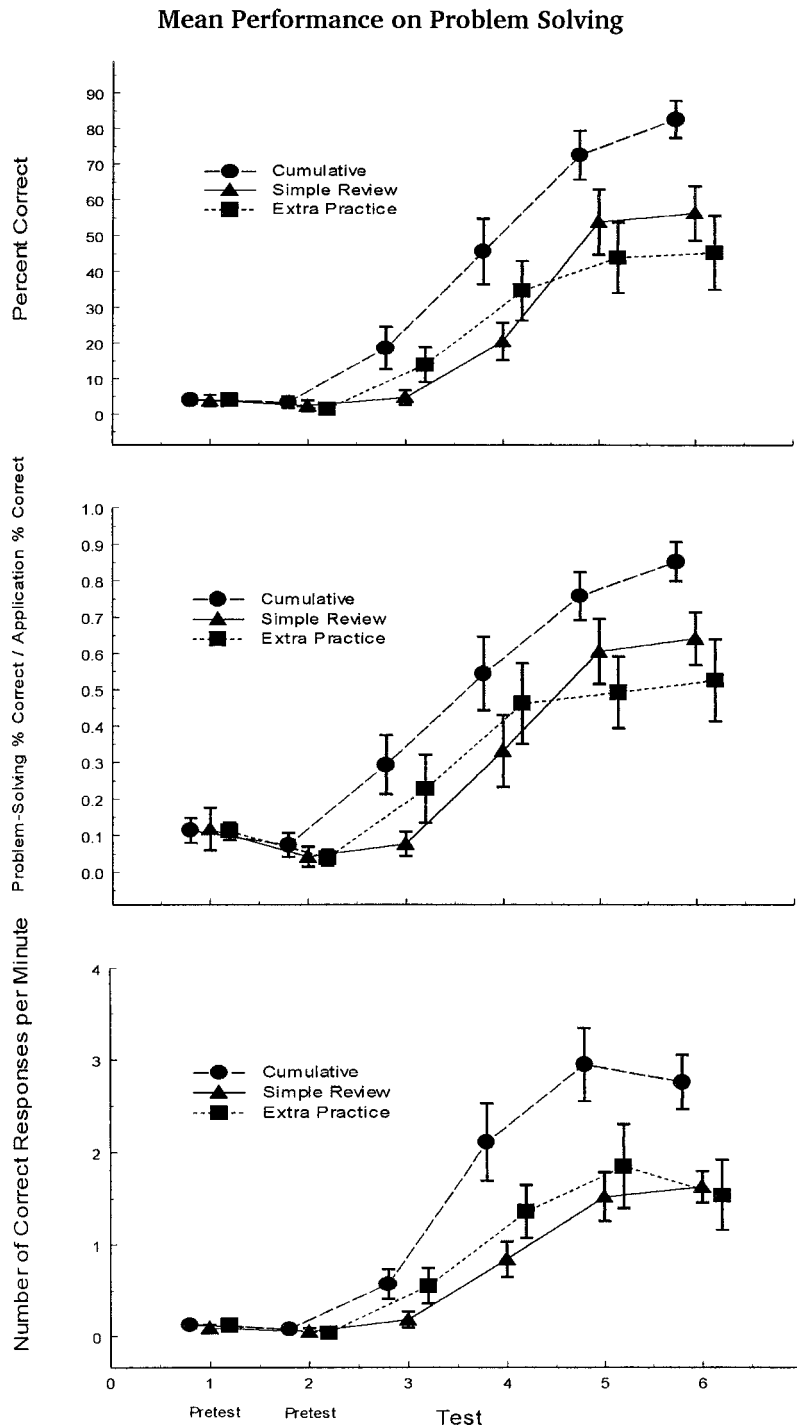 Mean Performance on Problem Solving
Percent Correct
90
80
70
60
50
40
30
20
10
0
Cumulative
Simple Review
Extra Practice
Problem-Solving % Correct / Application % Correct
1.0
0.9
0.8
0.7
0.6
0.5
0.4
0.3
0.2
0.1
0.0
Cumulative
Simple Review
Extra Practice
Number of Correct Responses per Minute
4
3
2
1
0
Cumulative
Simple Review
Extra Practice
0 1 2 3 4 5 6
Pretest Pretest
Test